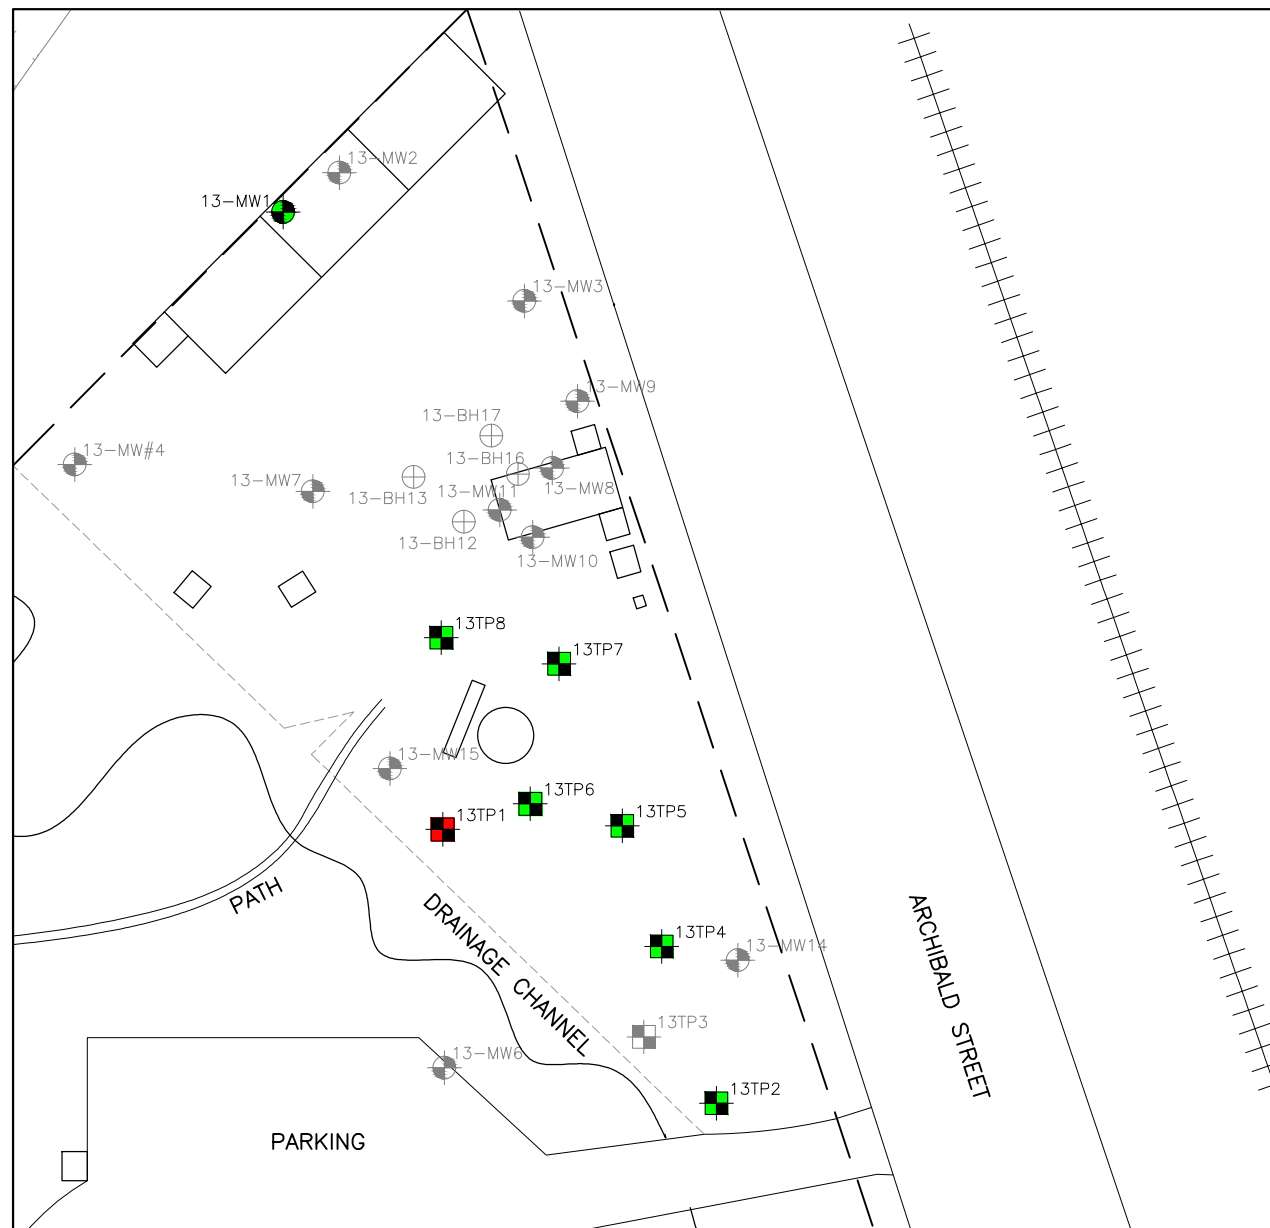 13-MW2
13-MW1
13-MW3
13-MW9
13-BH17
13-MW#4
13-BH16
13-MW7
13-BH13
13-MW11
13-MW8
13-BH12
13-MW10
13TP8
13TP7
13-MW15
13TP6
13TP1
13TP5
PATH
DRAINAGE CHANNEL
ARCHIBALD STREET
13TP4
13-MW14
13TP3
13-MW6
13TP2
PARKING